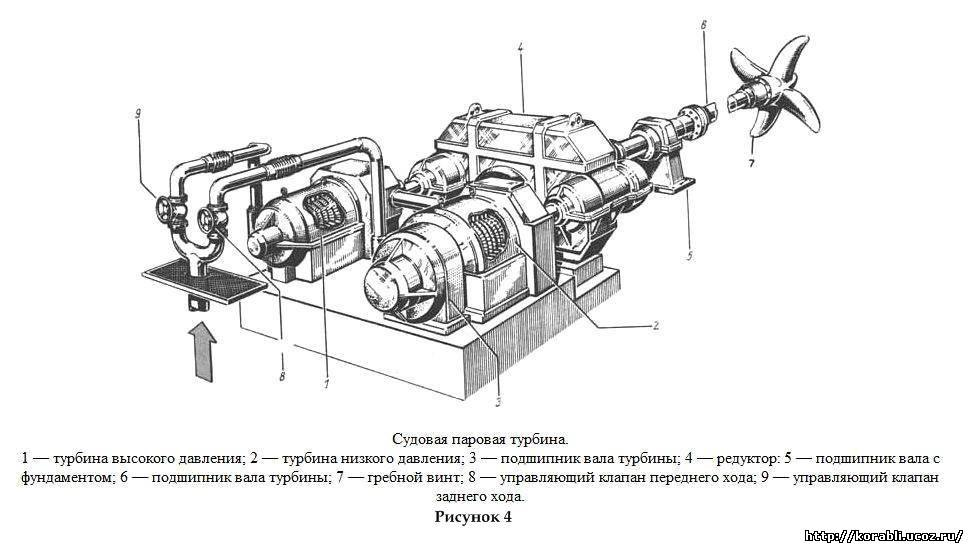 6
4
9
7
5
2
8
1
3
Судовая паровая турбина.
1 — турбина высокого давления; 2 — турбина низкого давления; 3 — подшипник вала турбины; 4 — редуктор: 5 — подшипник вала с
фундаментом; 6 — подшипник вала турбины; 7 — гребной винт; 8 — управляющий клапан переднего хода; 9 — управляющий клапан
заднего хода.
Рисунок 4
http://korabli.ucoz.ru/